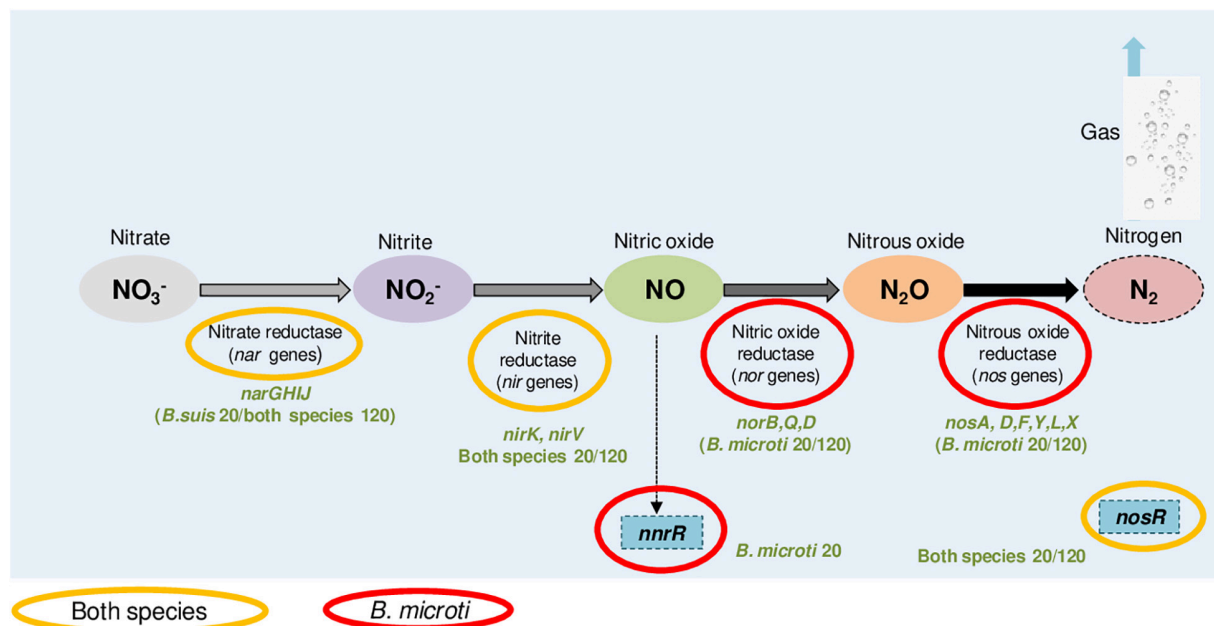 Gas
Nitrate
Nitrite
Nitric oxide
Nitrous oxide
Nitrogen
NO₃⁻
NO₂⁻
NO
N₂O
N₂
Nitrate reductase
(nar genes)
narGHIJ
(B.suis 20/both species 120)
Nitrite
reductase
(nir genes)
nirK, nirV
Both species 20/120
Nitric oxide
reductase
(nor genes)
norB,Q,D
(B. microti 20/120)
Nitrous oxide
reductase
(nos genes)
nosA, D,F,Y,L,X
(B. microti 20/120)
nnrR
B. microti 20
nosR
Both species 20/120
Both species
B. microti